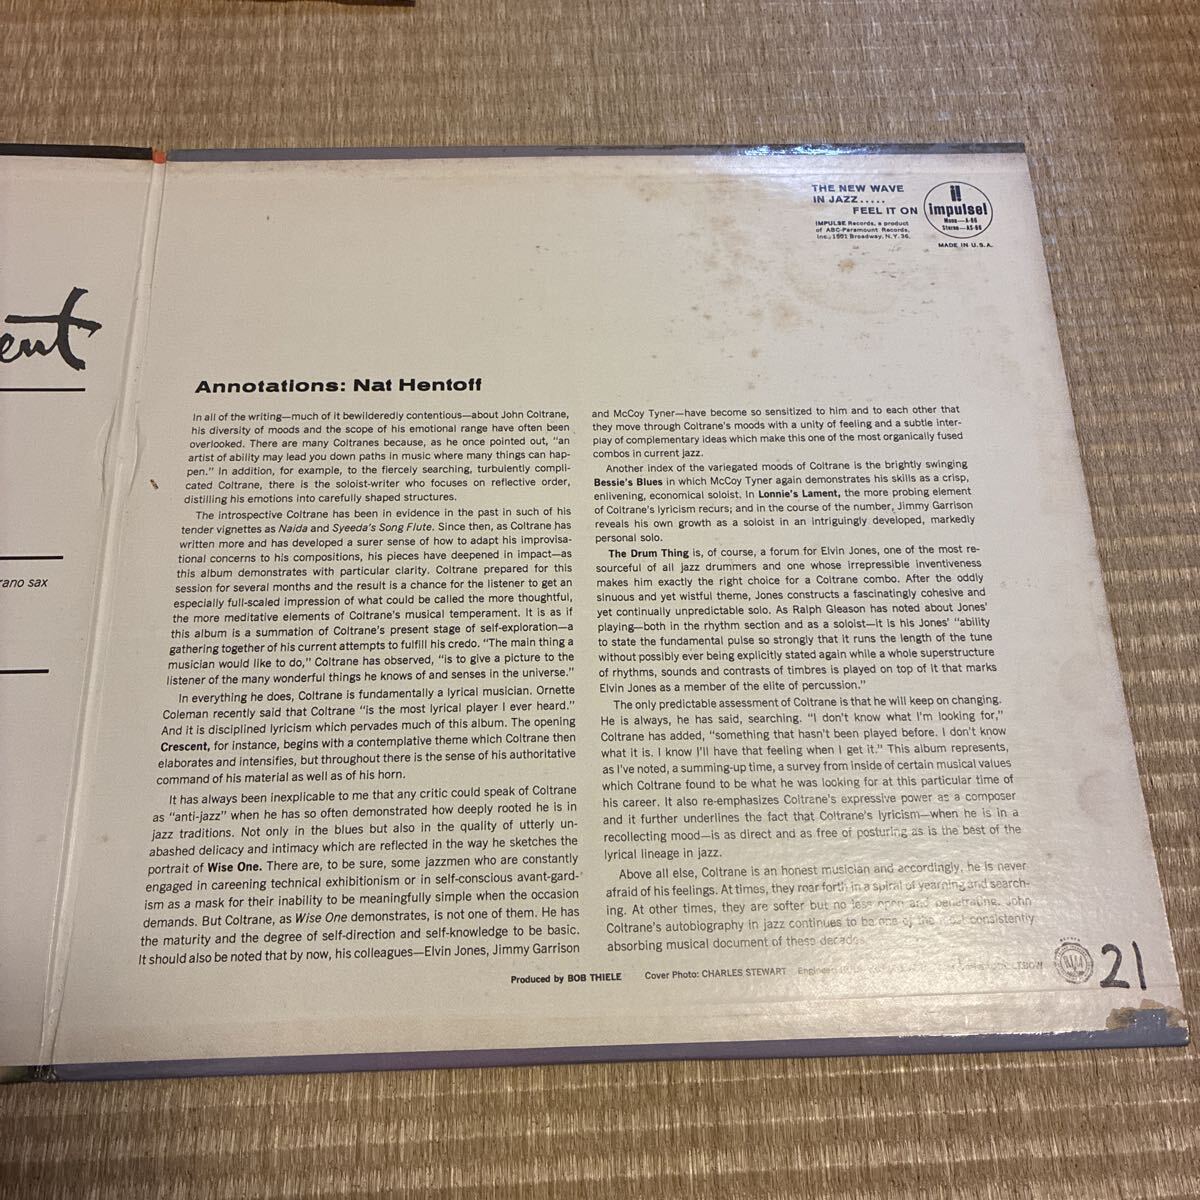 THE NEW WAVE
IN JAZZ.....
FEEL IT ON
IMPULSE Records, a product
of ABC-Paramount Records,
Inc., 1501 Broadway, N.Y. 36.
impulse!
Mono—A-66
Stereo—AS-66
MADE IN U.S.A.
ent
rano sax
Annotations: Nat Hentoff
In all of the writing—much of it bewilderedly contentious—about John Coltrane,
his diversity of moods and the scope of his emotional range have often been
overlooked. There are many Coltranes because, as he once pointed out, "an
artist of ability may lead you down paths in music where many things can hap-
pen." In addition, for example, to the fiercely searching, turbulently compli-
cated Coltrane, there is the soloist-writer who focuses on reflective order,
distilling his emotions into carefully shaped structures.
The introspective Coltrane has been in evidence in the past in such of his
tender vignettes as Naida and Syeeda's Song Flute. Since then, as Coltrane has
written more and has developed a surer sense of how to adapt his improvisa-
tional concerns to his compositions, his pieces have deepened in impact—as
this album demonstrates with particular clarity. Coltrane prepared for this
session for several months and the result is a chance for the listener to get an
especially full-scaled impression of what could be called the more thoughtful,
the more meditative elements of Coltrane's musical temperament. It is as if
this album is a summation of Coltrane's present stage of self-exploration—a
gathering together of his current attempts to fulfill his credo. "The main thing a
musician would like to do," Coltrane has observed, "is to give a picture to the
listener of the many wonderful things he knows of and senses in the universe."
In everything he does, Coltrane is fundamentally a lyrical musician. Ornette
Coleman recently said that Coltrane "is the most lyrical player I ever heard."
And it is disciplined lyricism which pervades much of this album. The opening
Crescent, for instance, begins with a contemplative theme which Coltrane then
elaborates and intensifies, but throughout there is the sense of his authoritative
command of his material as well as of his horn.
It has always been inexplicable to me that any critic could speak of Coltrane
as "anti-jazz" when he has so often demonstrated how deeply rooted he is in
jazz traditions. Not only in the blues but also in the quality of utterly un-
abashed delicacy and intimacy which are reflected in the way he sketches the
portrait of Wise One. There are, to be sure, some jazzmen who are constantly
engaged in careening technical exhibitionism or in self-conscious avant-gard-
ism as a mask for their inability to be meaningfully simple when the occasion
demands. But Coltrane, as Wise One demonstrates, is not one of them. He has
the maturity and the degree of self-direction and self-knowledge to be basic.
It should also be noted that by now, his colleagues—Elvin Jones, Jimmy Garrison
and McCoy Tyner—have become so sensitized to him and to each other that
they move through Coltrane's moods with a unity of feeling and a subtle inter-
play of complementary ideas which make this one of the most organically fused
combos in current jazz.
Another index of the variegated moods of Coltrane is the brightly swinging
Bessie's Blues in which McCoy Tyner again demonstrates his skills as a crisp,
enlivening, economical soloist. In Lonnie's Lament, the more probing element
of Coltrane's lyricism recurs; and in the course of the number, Jimmy Garrison
reveals his own growth as a soloist in an intriguingly developed, markedly
personal solo.
The Drum Thing is, of course, a forum for Elvin Jones, one of the most re-
sourceful of all jazz drummers and one whose irrepressible inventiveness
makes him exactly the right choice for a Coltrane combo. After the oddly
sinuous and yet wistful theme, Jones constructs a fascinatingly cohesive and
yet continually unpredictable solo. As Ralph Gleason has noted about Jones'
playing—both in the rhythm section and as a soloist—it is his Jones' "ability
to state the fundamental pulse so strongly that it runs the length of the tune
without possibly ever being explicitly stated again while a whole superstructure
of rhythms, sounds and contrasts of timbres is played on top of it that marks
Elvin Jones as a member of the elite of percussion."
The only predictable assessment of Coltrane is that he will keep on changing.
He is always, he has said, searching. "I don't know what I'm looking for,"
Coltrane has added, "something that hasn't been played before. I don't know
what it is. I know I'll have that feeling when I get it." This album represents,
as I've noted, a summing-up time, a survey from inside of certain musical values
which Coltrane found to be what he was looking for at this particular time of
his career. It also re-emphasizes Coltrane's expressive power as a composer
and it further underlines the fact that Coltrane's lyricism—when he is in a
recollecting mood—is as direct and as free of posturing as is the best of the
lyrical lineage in jazz.
Above all else, Coltrane is an honest musician and accordingly, he is never
afraid of his feelings. At times, they roar forth in a spiral of yearning and search-
ing. At other times, they are softer but no less open and penetrating. John
Coltrane's autobiography in jazz continues to be one of the most consistently
absorbing musical document of these decades
Produced by BOB THIELE
Cover Photo: CHARLES STEWART
Engineer:
RIAA
21